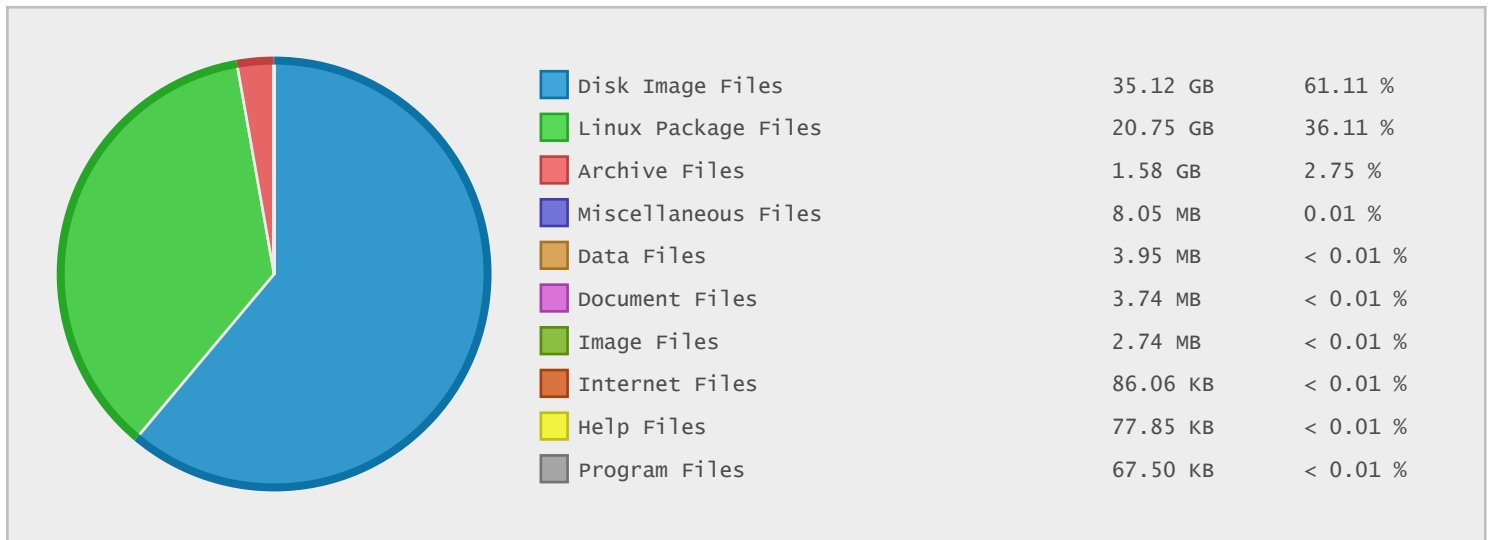 Disk Image Files 35.12 GB 61.11 %
Linux Package Files 20.75 GB 36.11 %
Archive Files 1.58 GB 2.75 %
Miscellaneous Files 8.05 MB 0.01 %
Data Files 3.95 MB < 0.01 %
Document Files 3.74 MB < 0.01 %
Image Files 2.74 MB < 0.01 %
Internet Files 86.06 KB < 0.01 %
Help Files 77.85 KB < 0.01 %
Program Files 67.50 KB < 0.01 %